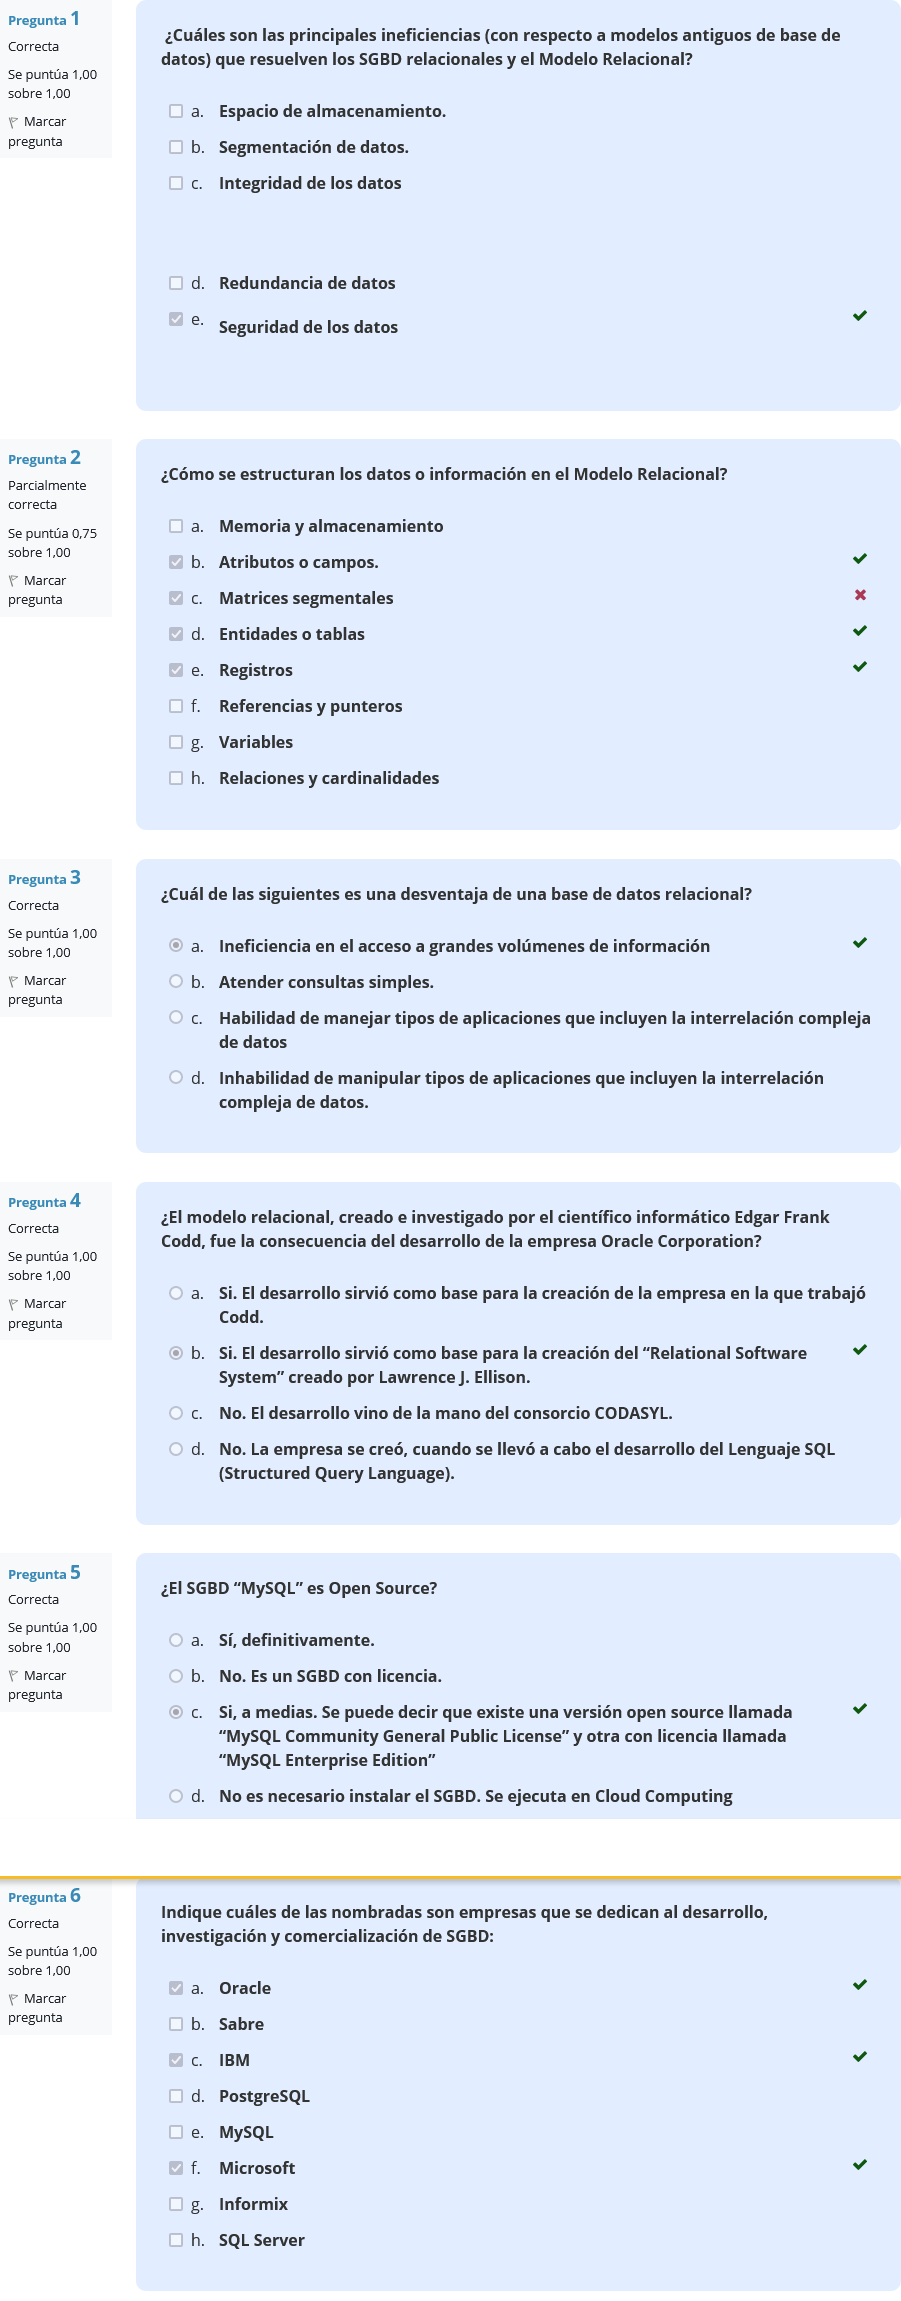 Pregunta 1
Correcta
Se puntúa 1,00
sobre 1,00
Marcar
pregunta
¿Cuáles son las principales ineficiencias (con respecto a modelos antiguos de base de
datos) que resuelven los SGBD relacionales y el Modelo Relacional?
a. Espacio de almacenamiento.
b. Segmentación de datos.
c. Integridad de los datos
d. Redundancia de datos
e. Seguridad de los datos
Pregunta 2
Parcialmente
correcta
Se puntúa 0,75
sobre 1,00
Marcar
pregunta
¿Cómo se estructuran los datos o información en el Modelo Relacional?
a. Memoria y almacenamiento
b. Atributos o campos.
c. Matrices segmentales
d. Entidades o tablas
e. Registros
f. Referencias y punteros
g. Variables
h. Relaciones y cardinalidades
Pregunta 3
Correcta
Se puntúa 1,00
sobre 1,00
Marcar
pregunta
¿Cuál de las siguientes es una desventaja de una base de datos relacional?
a. Ineficiencia en el acceso a grandes volúmenes de información
b. Atender consultas simples.
c. Habilidad de manejar tipos de aplicaciones que incluyen la interrelación compleja
de datos
d. Inhabilidad de manipular tipos de aplicaciones que incluyen la interrelación
compleja de datos.
Pregunta 4
Correcta
Se puntúa 1,00
sobre 1,00
Marcar
pregunta
¿El modelo relacional, creado e investigado por el científico informático Edgar Frank
Codd, fue la consecuencia del desarrollo de la empresa Oracle Corporation?
a. Si. El desarrollo sirvió como base para la creación de la empresa en la que trabajó
Codd.
b. Si. El desarrollo sirvió como base para la creación del “Relational Software
System” creado por Lawrence J. Ellison.
c. No. El desarrollo vino de la mano del consorcio CODASYL.
d. No. La empresa se creó, cuando se llevó a cabo el desarrollo del Lenguaje SQL
(Structured Query Language).
Pregunta 5
Correcta
Se puntúa 1,00
sobre 1,00
Marcar
pregunta
¿El SGBD “MySQL” es Open Source?
a. Sí, definitivamente.
b. No. Es un SGBD con licencia.
c. Si, a medias. Se puede decir que existe una versión open source llamada
“MySQL Community General Public License” y otra con licencia llamada
“MySQL Enterprise Edition”
d. No es necesario instalar el SGBD. Se ejecuta en Cloud Computing
Pregunta 6
Correcta
Se puntúa 1,00
sobre 1,00
Marcar
pregunta
Indique cuáles de las nombradas son empresas que se dedican al desarrollo,
investigación y comercialización de SGBD:
a. Oracle
b. Sabre
c. IBM
d. PostgreSQL
e. MySQL
f. Microsoft
g. Informix
h. SQL Server